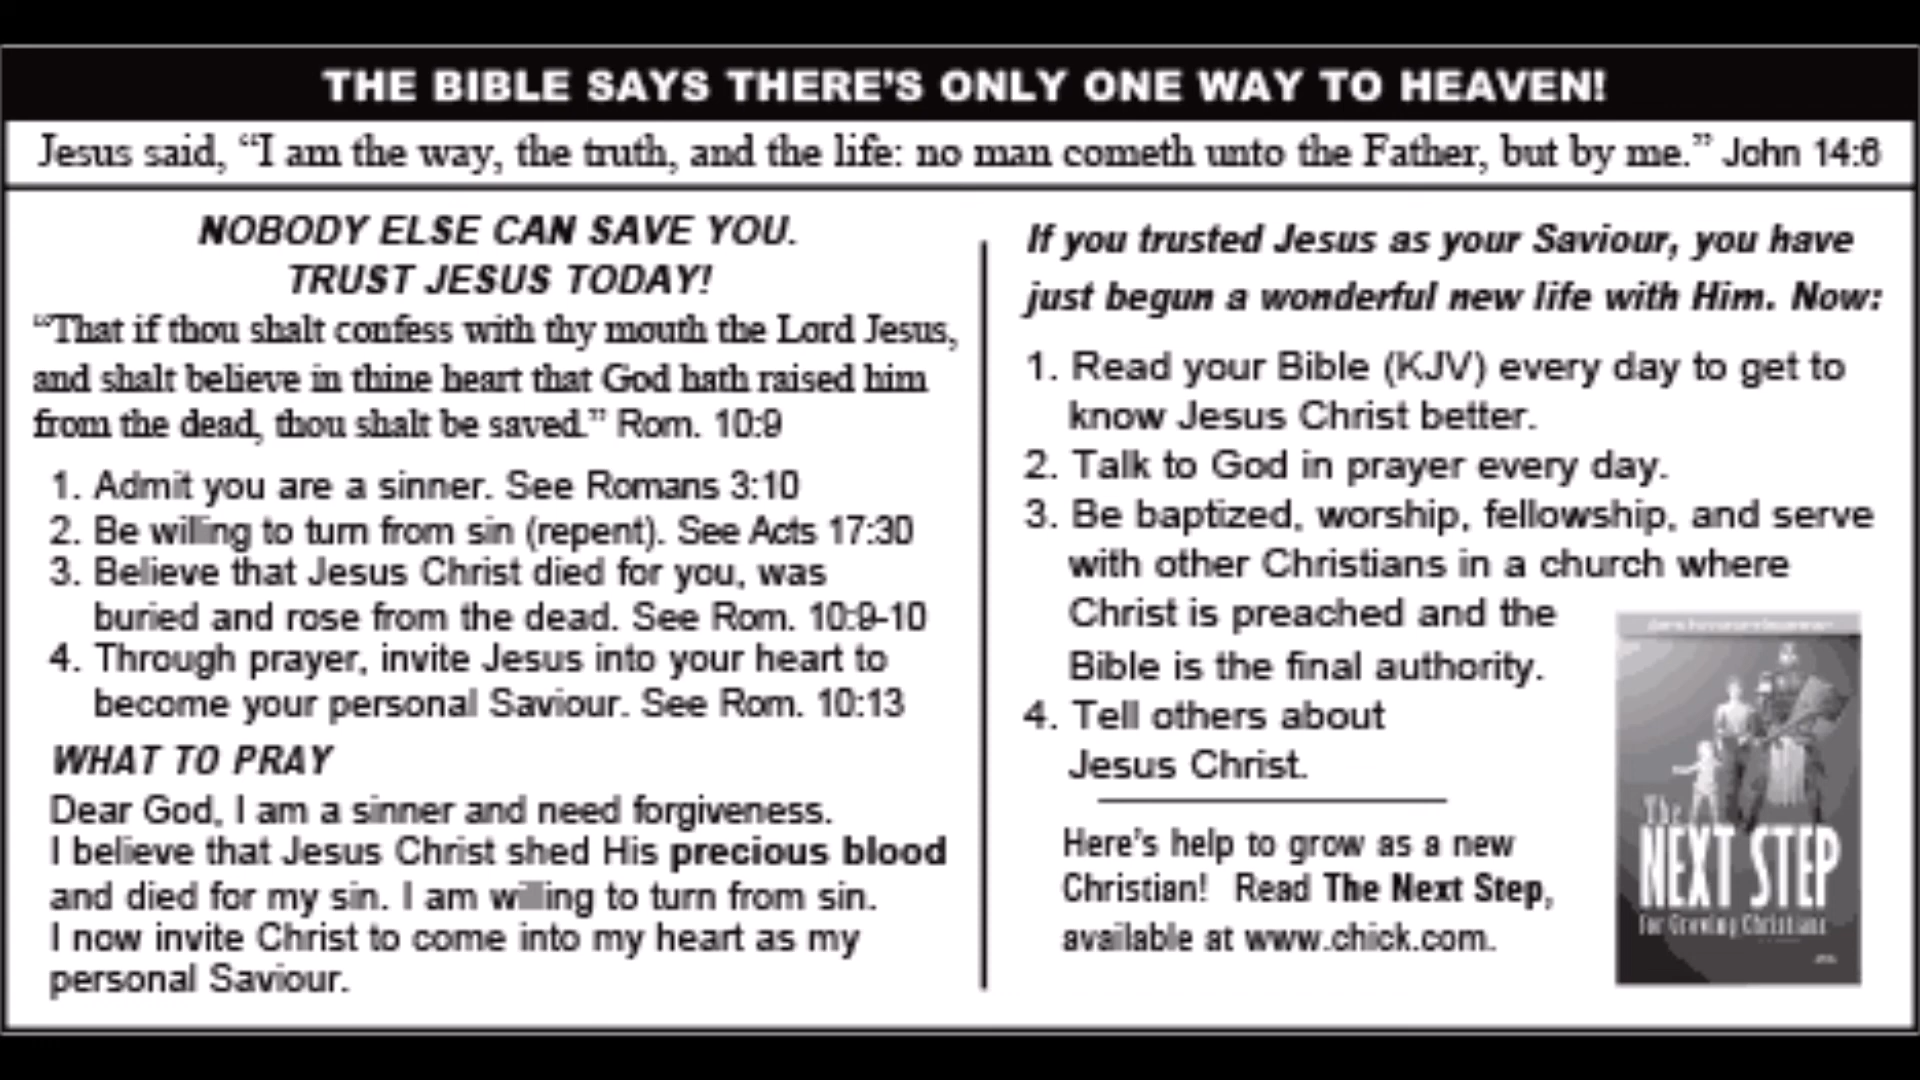 THE BIBLE SAYS THERE'S ONLY ONE WAY TO HEAVEN!
Jesus said, “I am the way, the truth, and the life: no man cometh unto the Father, but by me.” John 14:6
NOBODY ELSE CAN SAVE YOU.
TRUST JESUS TODAY!
“That if thou shalt confess with thy mouth the Lord Jesus,
and shalt believe in thine heart that God hath raised him
from the dead, thou shalt be saved.” Rom. 10:9
1. Admit you are a sinner. See Romans 3:10
2. Be willing to turn from sin (repent). See Acts 17:30
3. Believe that Jesus Christ died for you, was
buried and rose from the dead. See Rom. 10:9-10
4. Through prayer, invite Jesus into your heart to
become your personal Saviour. See Rom. 10:13
WHAT TO PRAY
Dear God, I am a sinner and need forgiveness.
I believe that Jesus Christ shed His precious blood
and died for my sin. I am willing to turn from sin.
I now invite Christ to come into my heart as my
personal Saviour.
If you trusted Jesus as your Saviour, you have
just begun a wonderful new life with Him. Now:
1. Read your Bible (KJV) every day to get to
know Jesus Christ better.
2. Talk to God in prayer every day.
3. Be baptized, worship, fellowship, and serve
with other Christians in a church where
Christ is preached and the
Bible is the final authority.
4. Tell others about
Jesus Christ.
Here's help to grow as a new
Christian! Read The Next Step,
available at www.chick.com.
The
NEXT STEP
for Growing Christians